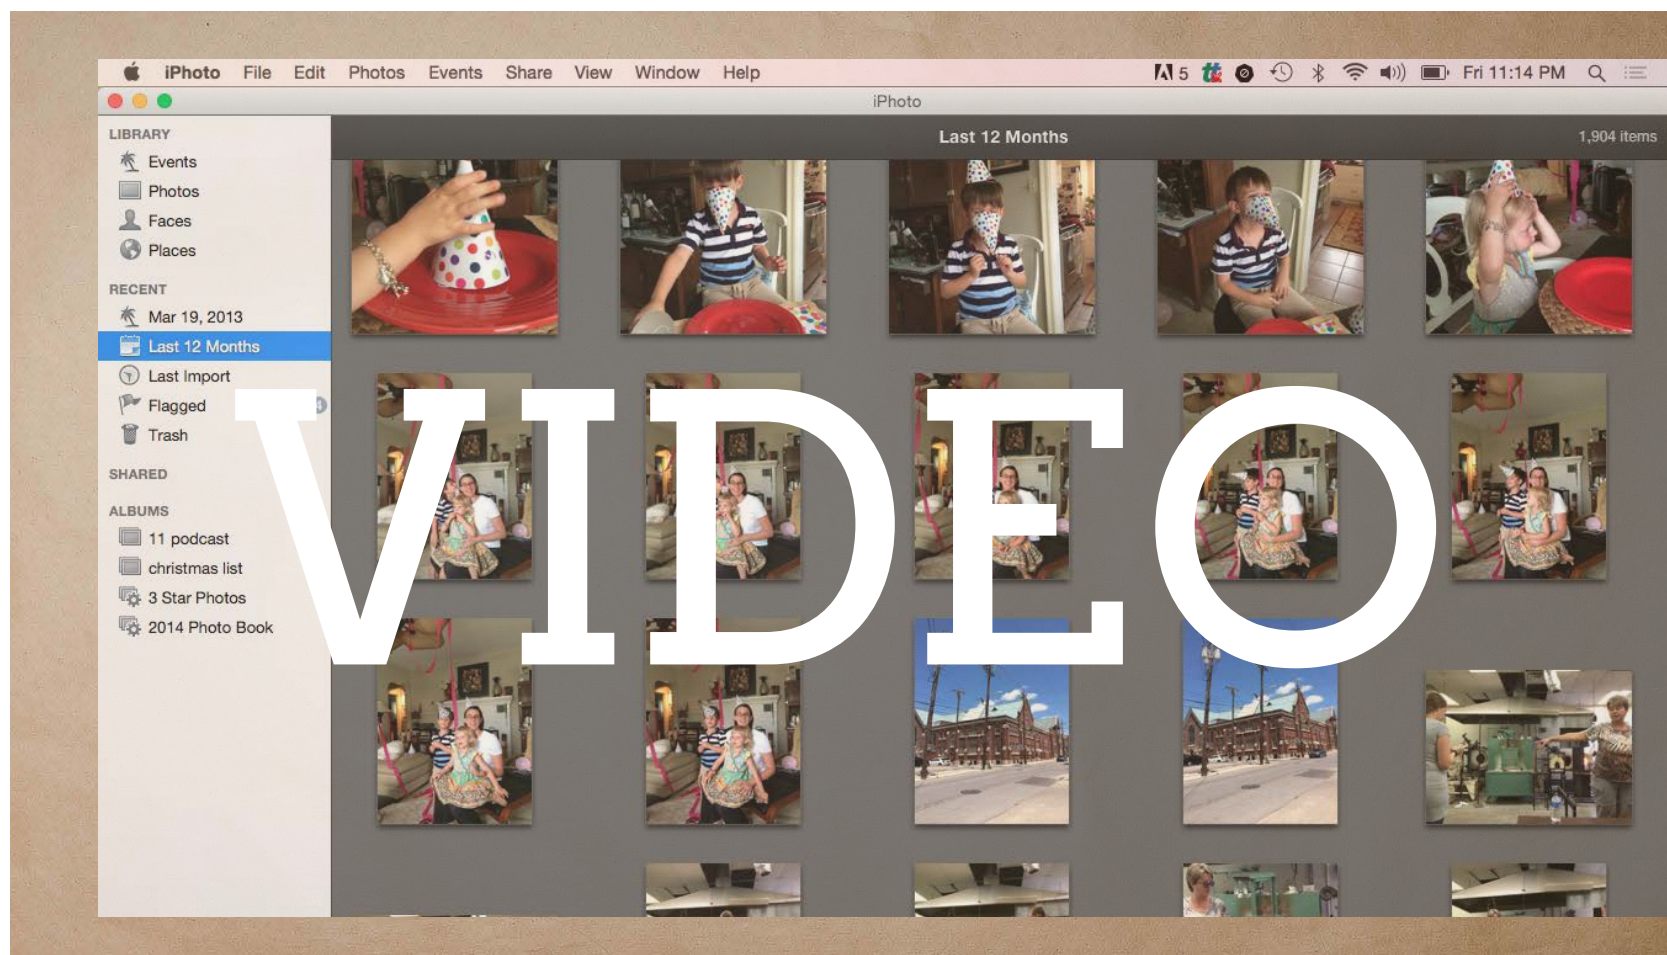 iPhoto File Edit Photos Events Share View Window Help 5 Fri 11:14 PM
iPhoto
LIBRARY
Events
Photos
Faces
Places
RECENT
Mar 19, 2013
Last 12 Months
Last Import
Flagged
Trash
SHARED
ALBUMS
11 podcast
christmas list
3 Star Photos
2014 Photo Book
Last 12 Months 1,904 items
VIDEO